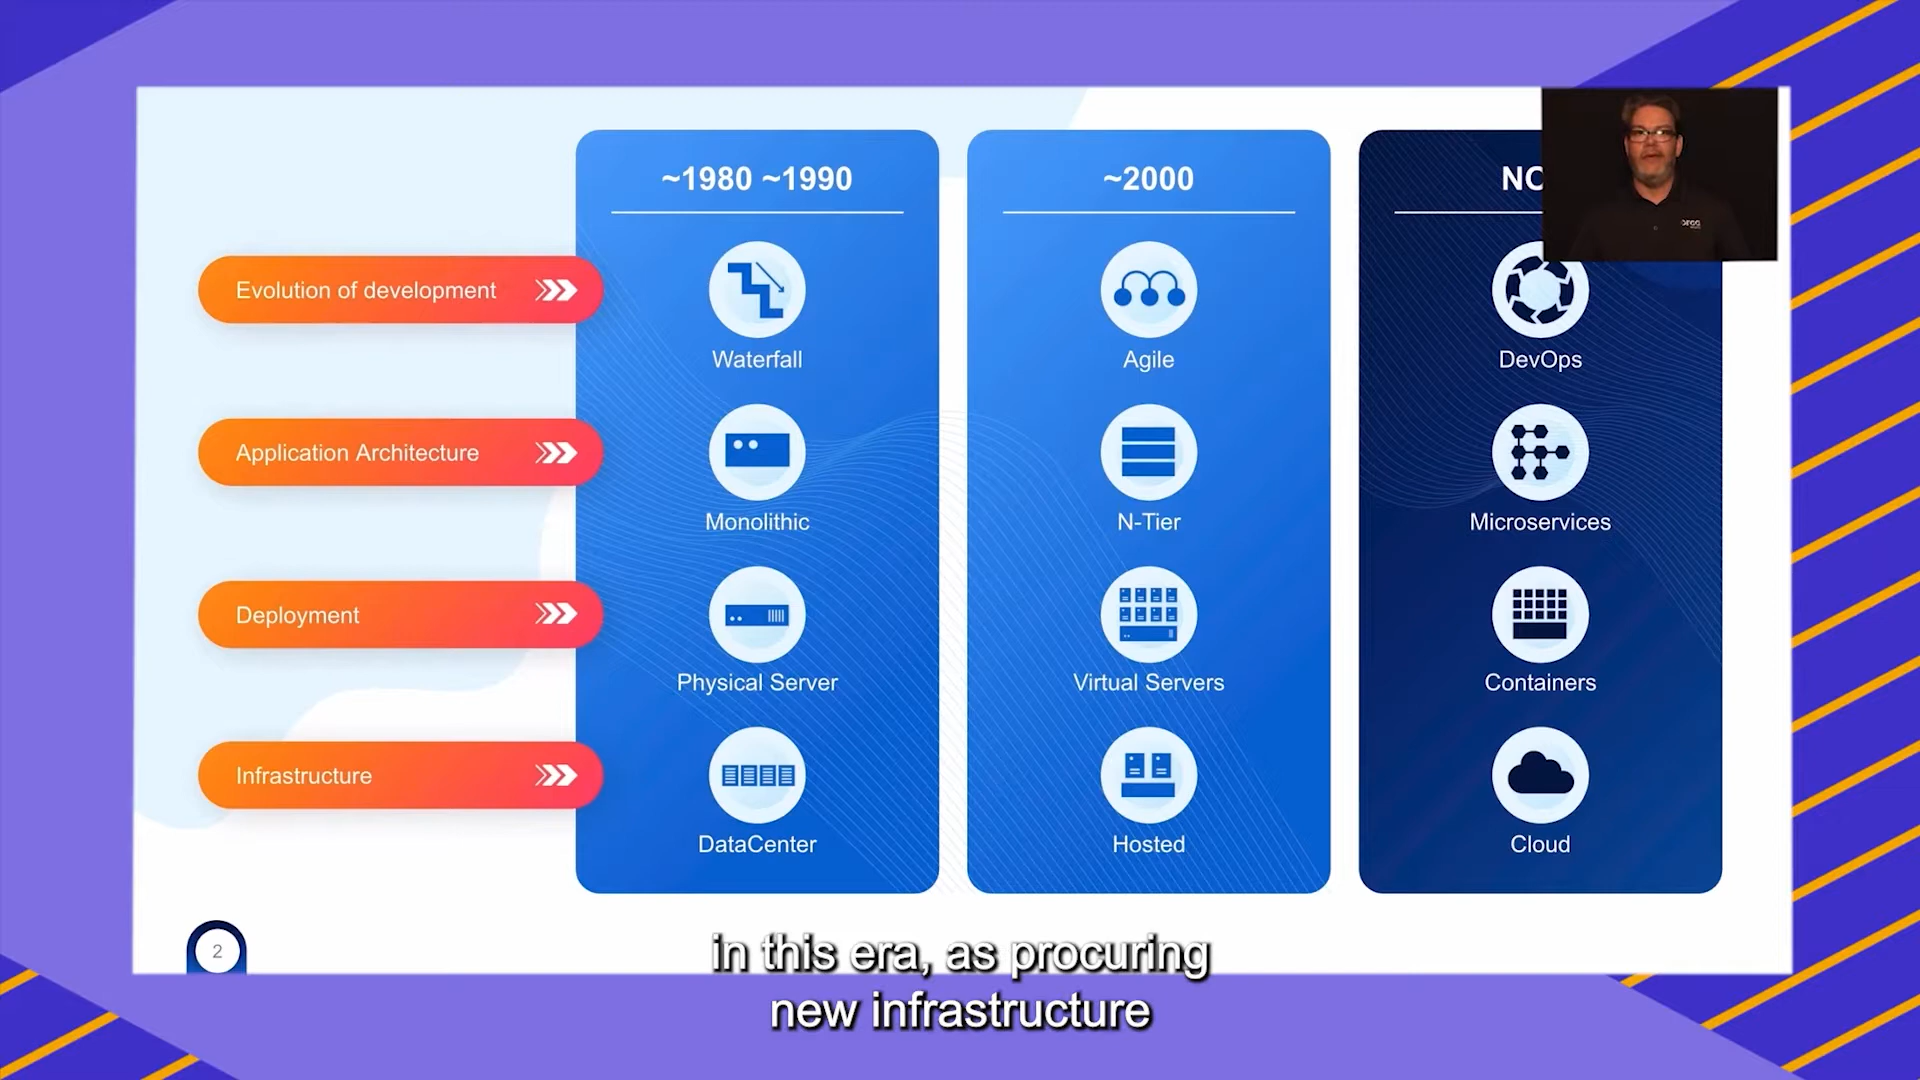 ~1980 ~1990
~2000
NO
Evolution of development
Waterfall
Agile
DevOps
Application Architecture
Monolithic
N-Tier
Microservices
Deployment
Physical Server
Virtual Servers
Containers
Infrastructure
DataCenter
Hosted
Cloud
2
in this era, as procuring
new infrastructure
orca